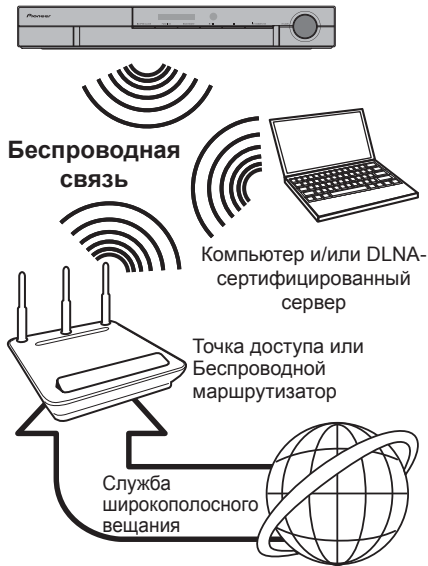 Pioneer
Беспроводная
связь
Компьютер и/или DLNA-
сертифицированный
сервер
Точка доступа или
Беспроводной
маршрутизатор
Служба
широкополосного
вещания